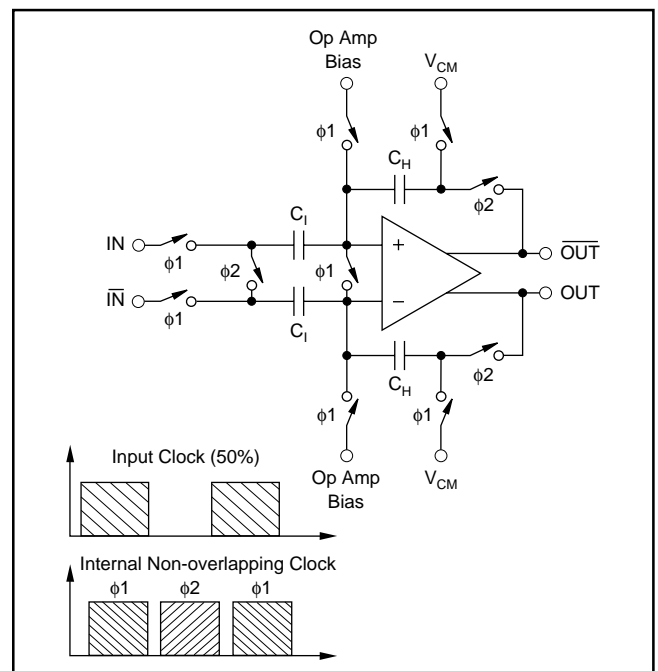 Op Amp
Bias
V_CM
φ1
φ1
C_H
φ2
IN
φ1
C_I
+
OUT̅
φ2
φ1
I̅N̅
φ1
C_I
−
OUT
C_H
φ2
φ1
φ1
Op Amp
Bias
V_CM
Input Clock (50%)
Internal Non-overlapping Clock
φ1 φ2 φ1